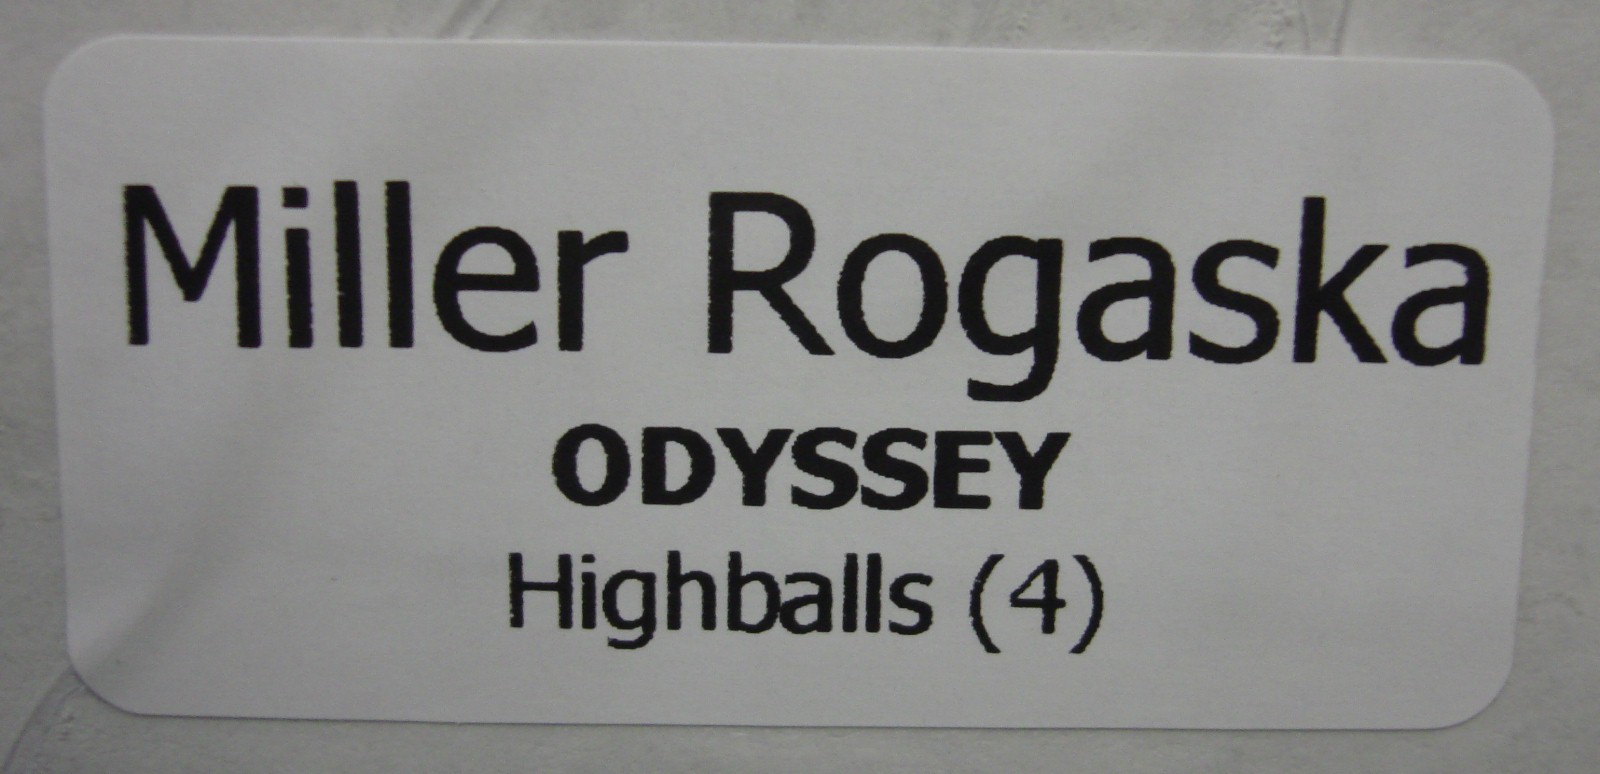 Miller Rogaska
ODYSSEY
Highballs (4)